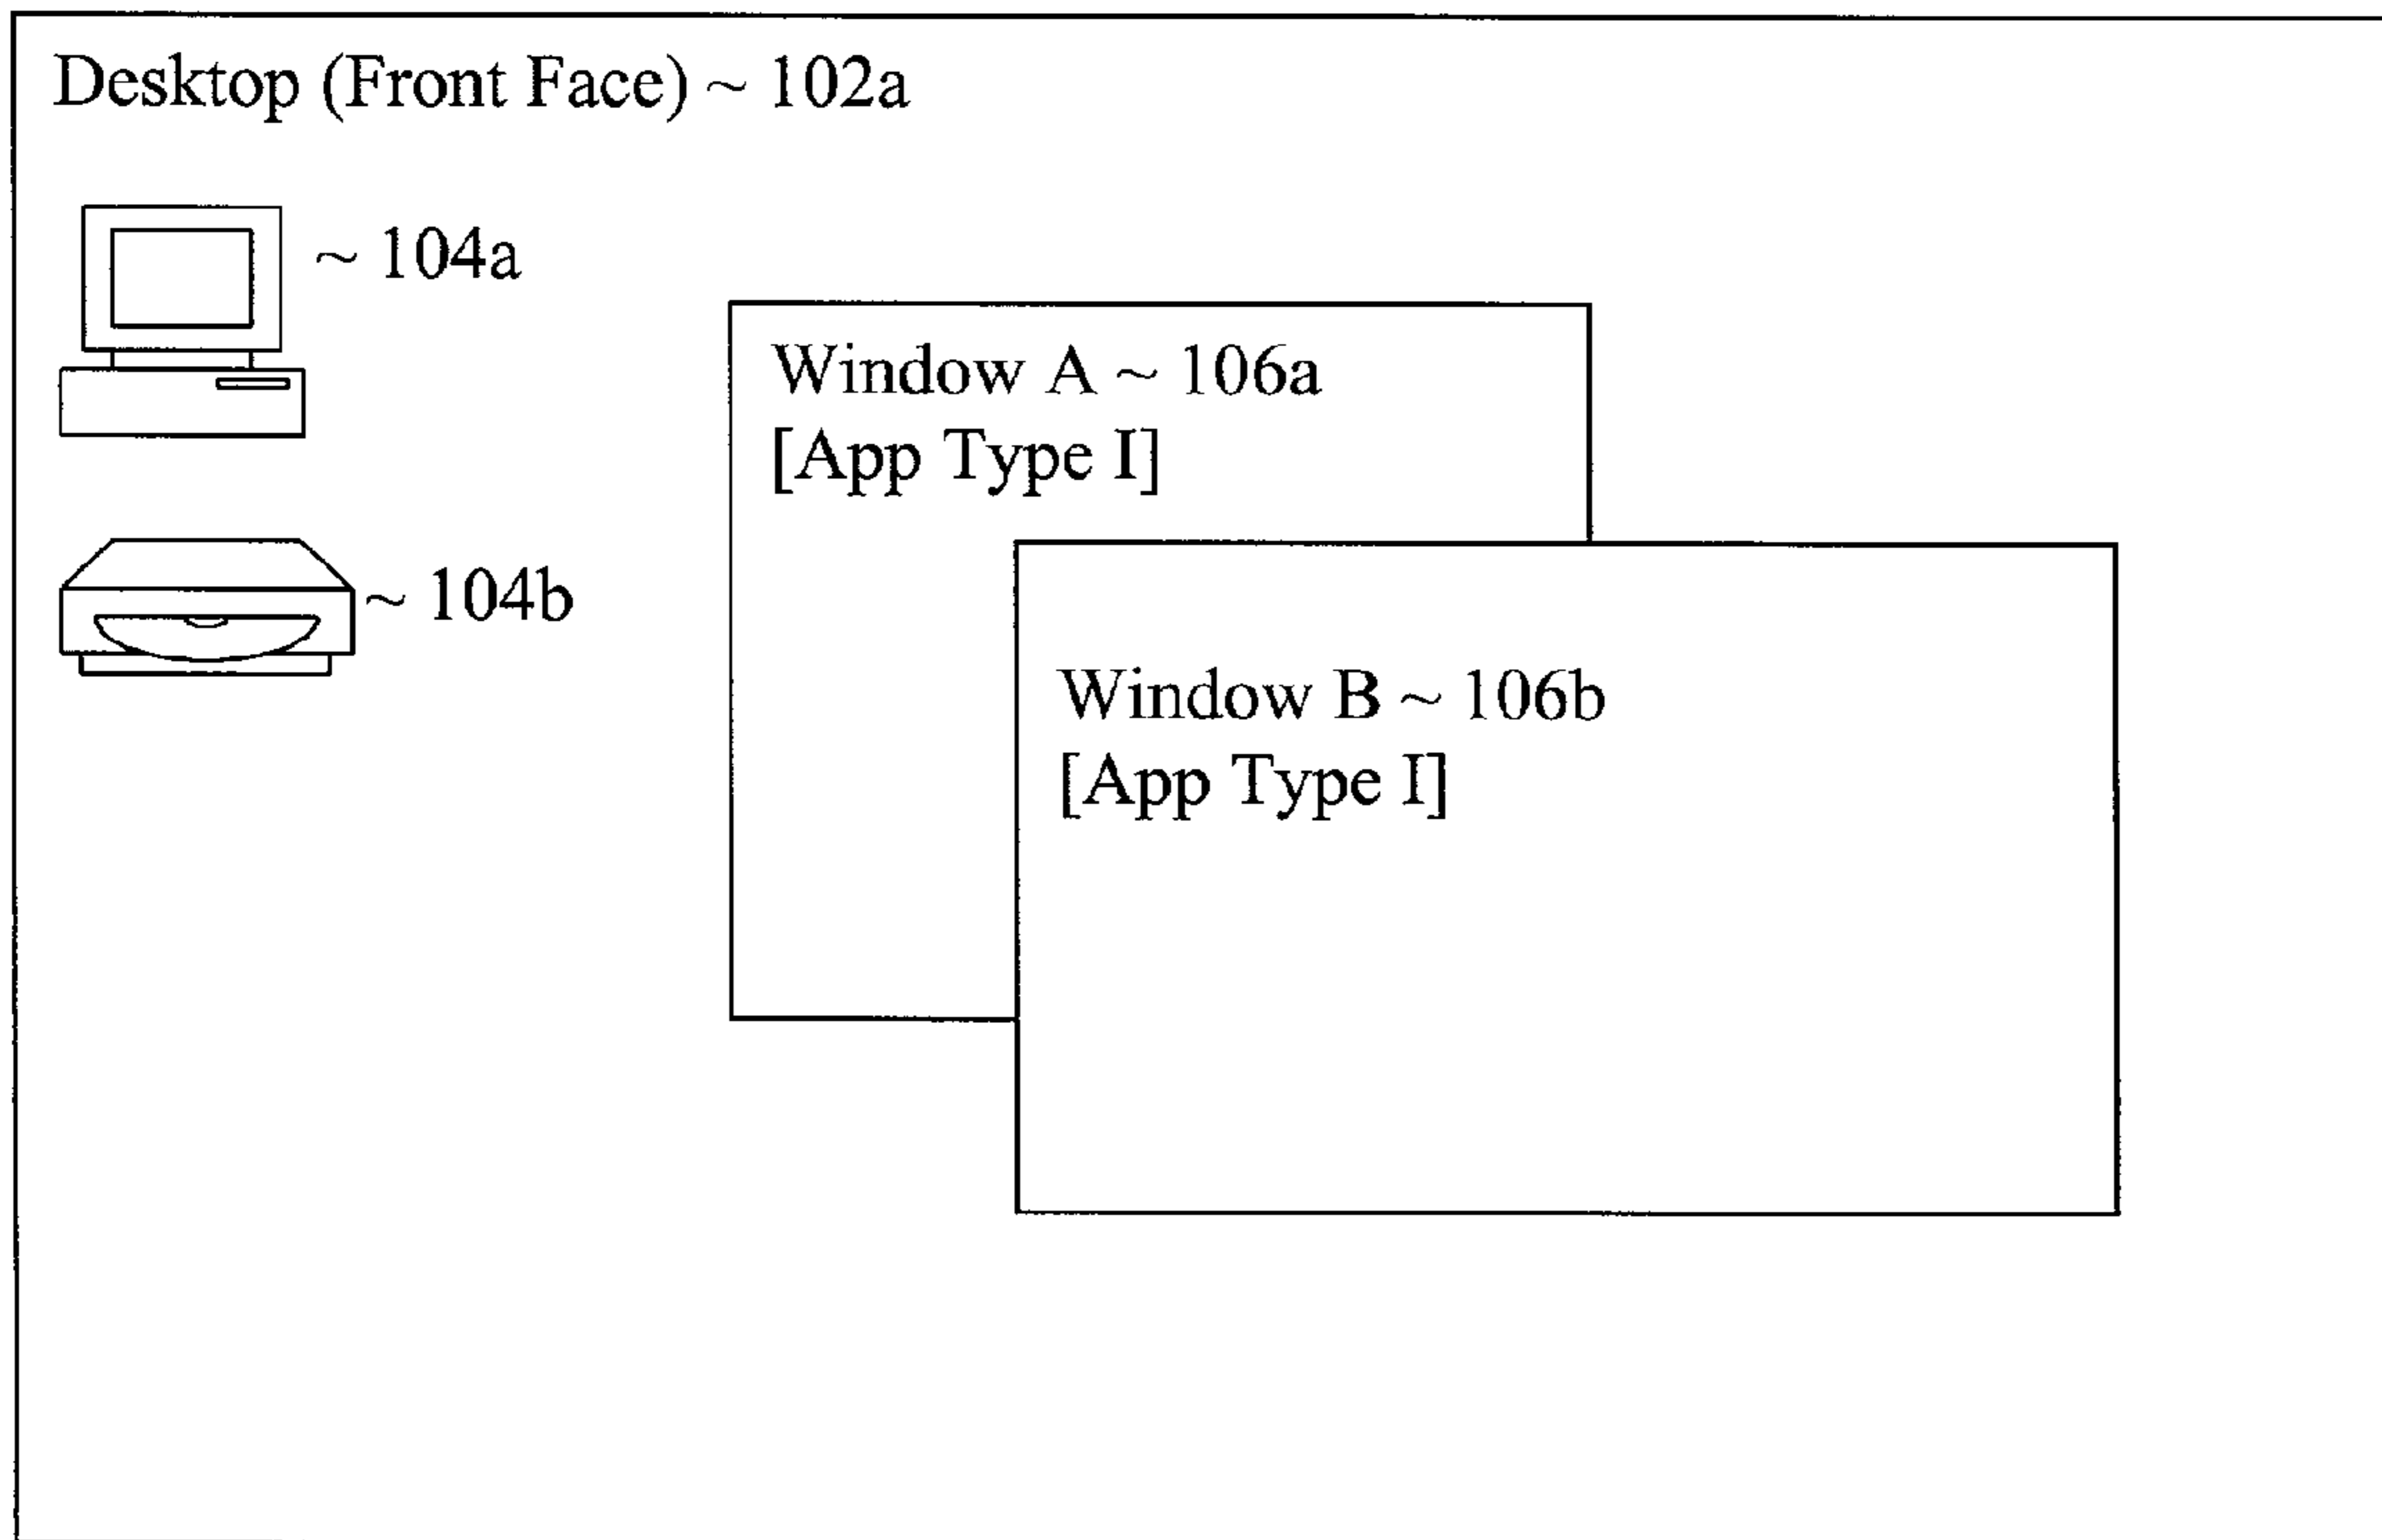 Desktop (Front Face) ~ 102a
~ 104a
Window A ~ 106a
[App Type I]
~ 104b
Window B ~ 106b
[App Type I]